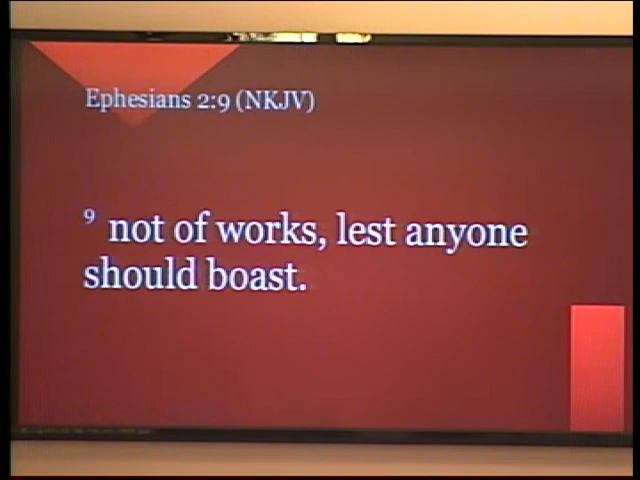 Ephesians 2:9 (NKJV)
9 not of works, lest anyone
should boast.